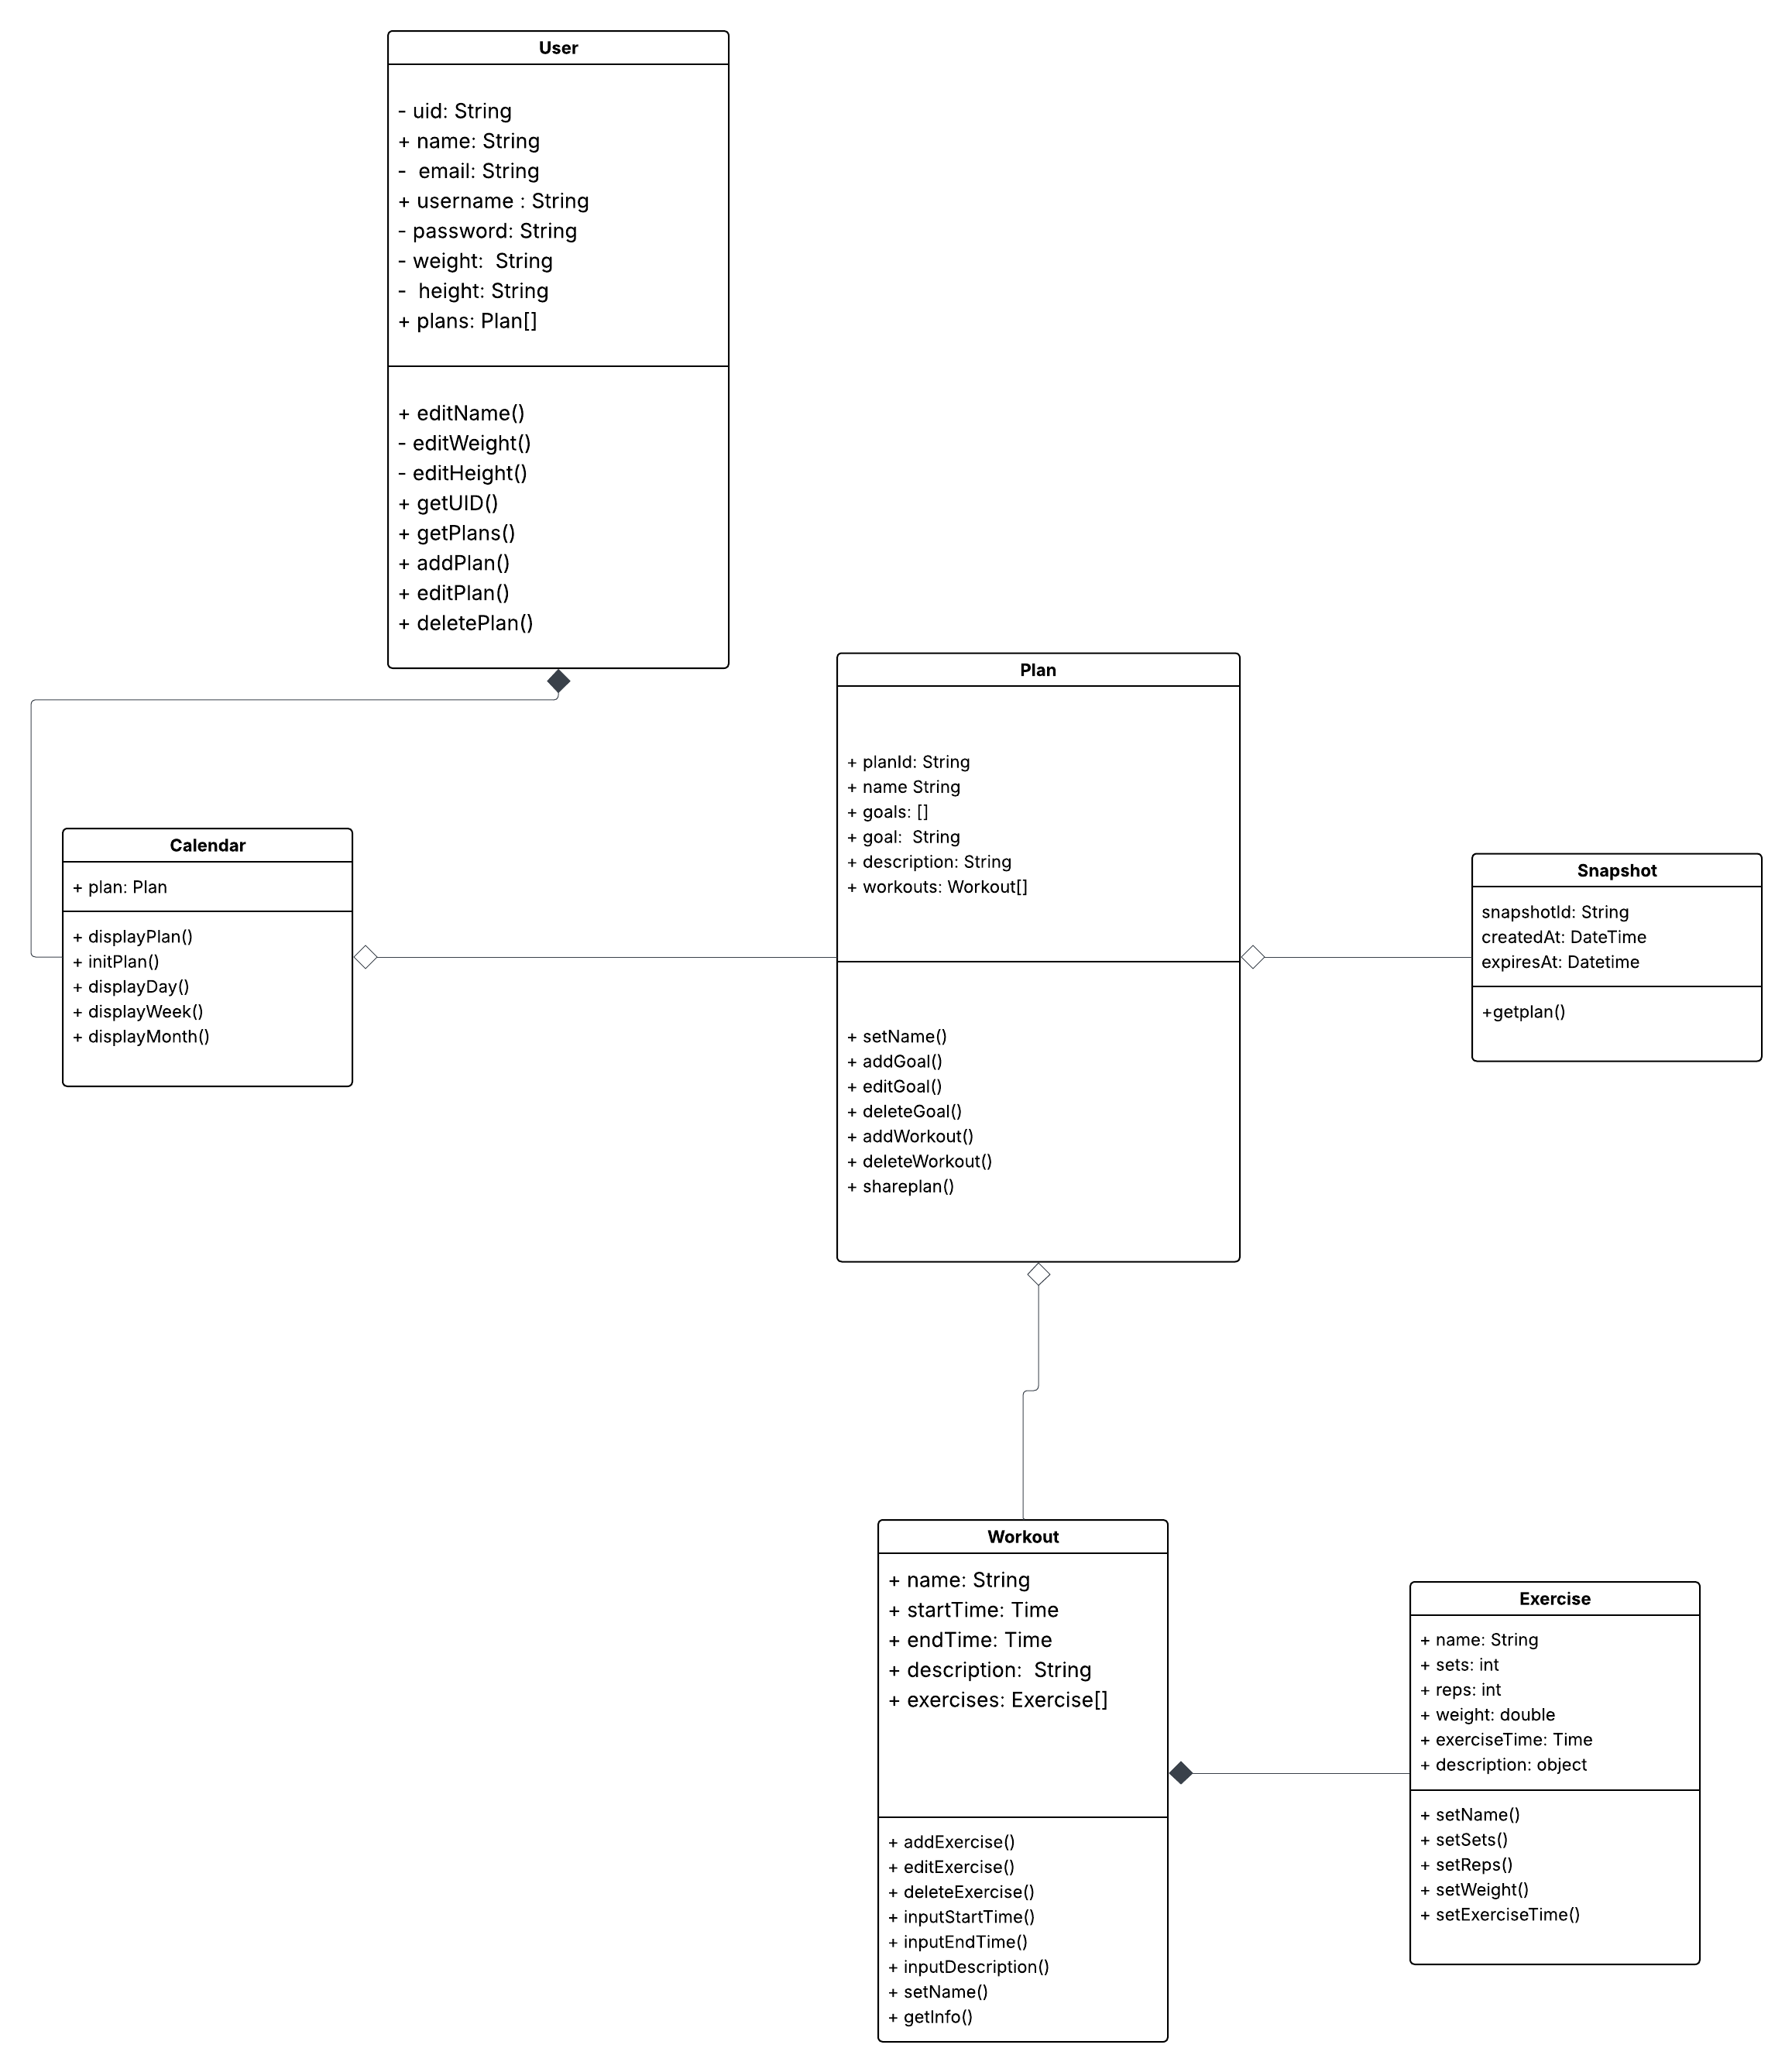 User
- uid: String
+ name: String
-  email: String
+ username : String
- password: String
- weight:  String
-  height: String
+ plans: Plan[]
+ editName()
- editWeight()
- editHeight()
+ getUID()
+ getPlans()
+ addPlan()
+ editPlan()
+ deletePlan()
Calendar
+ plan: Plan
+ displayPlan()
+ initPlan()
+ displayDay()
+ displayWeek()
+ displayMonth()
Plan
+ planId: String
+ name String
+ goals: []
+ goal:  String
+ description: String
+ workouts: Workout[]
+ setName()
+ addGoal()
+ editGoal()
+ deleteGoal()
+ addWorkout()
+ deleteWorkout()
+ shareplan()
Snapshot
snapshotId: String
createdAt: DateTime
expiresAt: Datetime
+getplan()
Workout
+ name: String
+ startTime: Time
+ endTime: Time
+ description:  String
+ exercises: Exercise[]
+ addExercise()
+ editExercise()
+ deleteExercise()
+ inputStartTime()
+ inputEndTime()
+ inputDescription()
+ setName()
+ getInfo()
Exercise
+ name: String
+ sets: int
+ reps: int
+ weight: double
+ exerciseTime: Time
+ description: object
+ setName()
+ setSets()
+ setReps()
+ setWeight()
+ setExerciseTime()